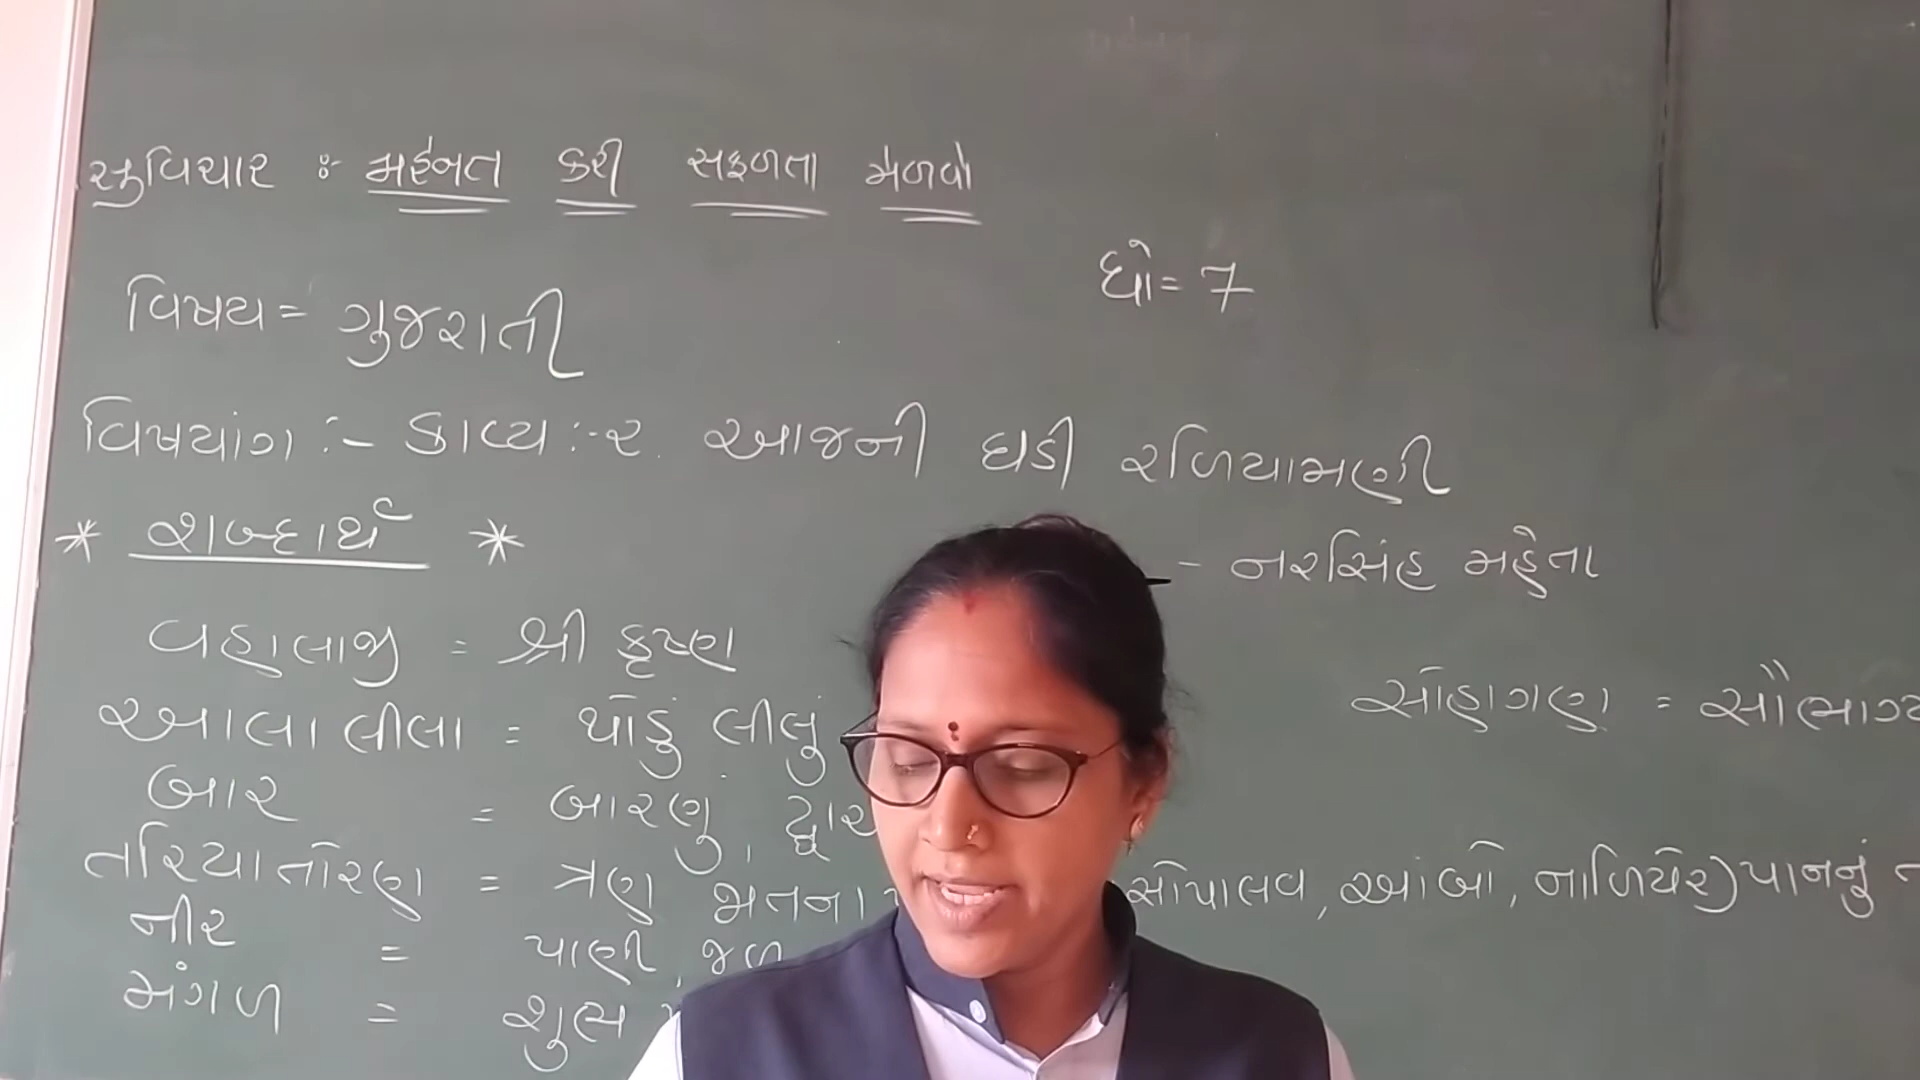 સુવિચાર :- મહેનત કરી સફળતા મેળવો
ધો = 7
વિષય = ગુજરાતી
વિષયાંગ :- કાવ્ય :- ૨. આજની ઘડી રળિયામણી
* શબ્દાર્થ *
- નરસિંહ મહેતા
વહાલાજી = શ્રી કૃષ્ણ
સોહાગણ = સૌભાગ્ય
આલા લીલા = થોડું લીલું
બાર = બારણું, દ્વાર
તરિયા તોરણ = ત્રણ જાતના સોપાલવ, આંબો, નાળિયેર) પાનનું
નીર = પાણી, જળ
મંગળ = શુભ